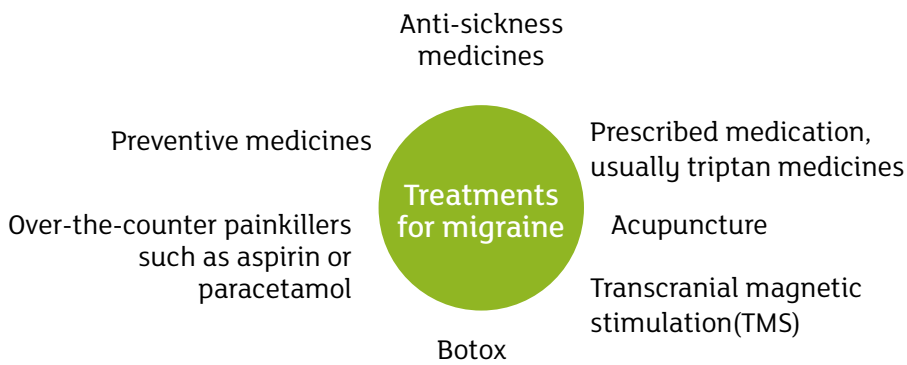 Anti-sickness
medicines
Preventive medicines
Prescribed medication,
usually triptan medicines
Treatments
for migraine
Over-the-counter painkillers
such as aspirin or
paracetamol
Acupuncture
Transcranial magnetic
stimulation(TMS)
Botox